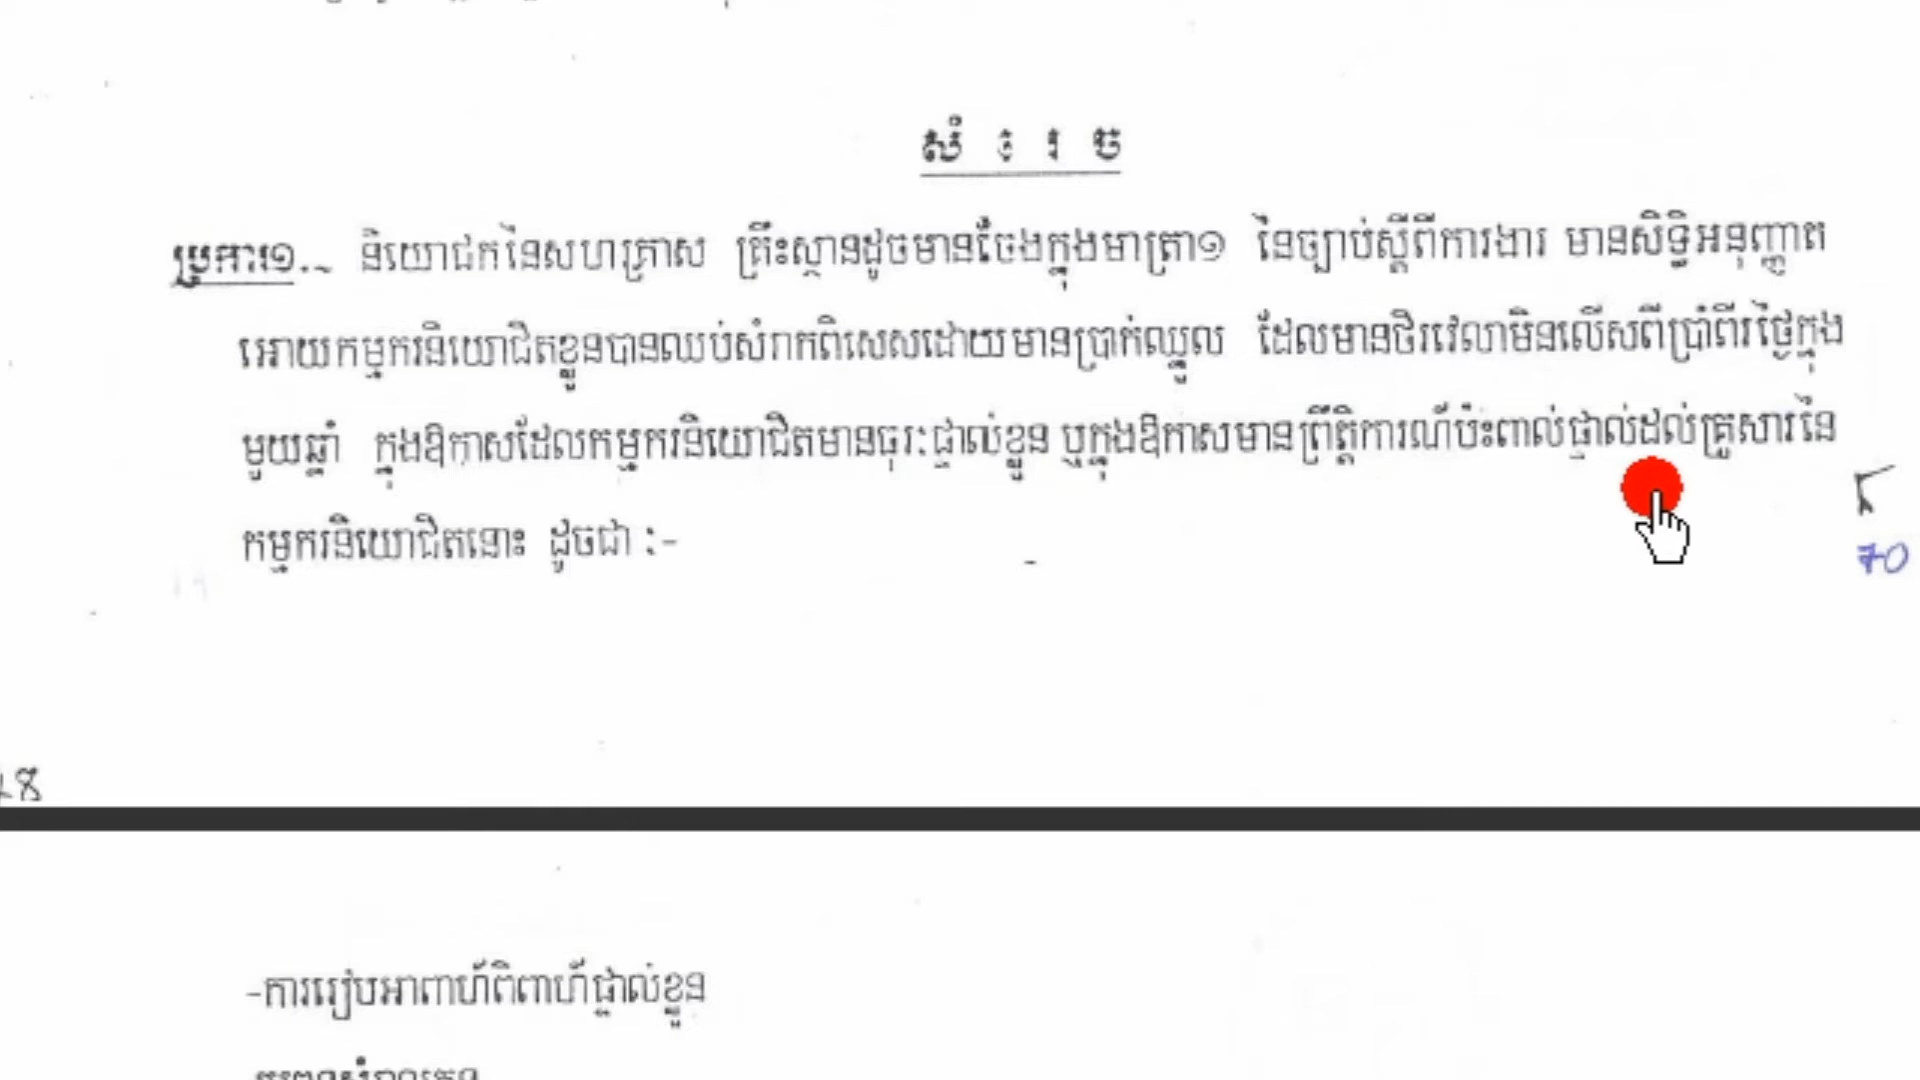 សំ រ ច
ប្រការ១._ និយោជកនៃសហគ្រាស គ្រឹះស្ថានដូចមានចែងក្នុងមាត្រា១ នៃច្បាប់ស្តីពីការងារ មានសិទ្ធិអនុញ្ញាត
អោយកម្មករនិយោជិតខ្លួនបានឈប់សំរាកពិសេសដោយមានប្រាក់ឈ្នួល ដែលមានថិរវេលាមិនលើសពីប្រាំពីរថ្ងៃក្នុង
មួយឆ្នាំ ក្នុងឱកាសដែលកម្មករនិយោជិតមានធុរៈផ្ទាល់ខ្លួន ឬក្នុងឱកាសមានព្រឹត្តិការណ៍ប៉ះពាល់ផ្ទាល់ដល់គ្រួសារនៃ
កម្មករនិយោជិតនោះ ដូចជា ៈ-
70
-ការរៀបអាពាហ៍ពិពាហ៍ផ្ទាល់ខ្លួន